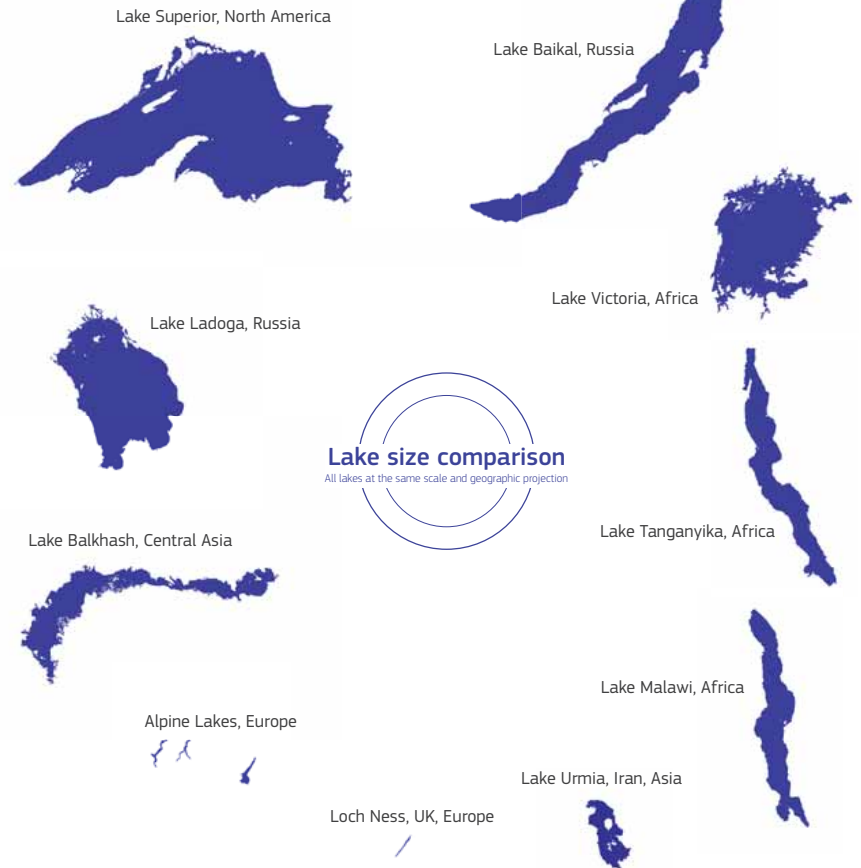 Lake Superior, North America
Lake Baikal, Russia
Lake Victoria, Africa
Lake Ladoga, Russia
Lake size comparison
All lakes at the same scale and geographic projection
Lake Tanganyika, Africa
Lake Balkhash, Central Asia
Lake Malawi, Africa
Alpine Lakes, Europe
Lake Urmia, Iran, Asia
Loch Ness, UK, Europe